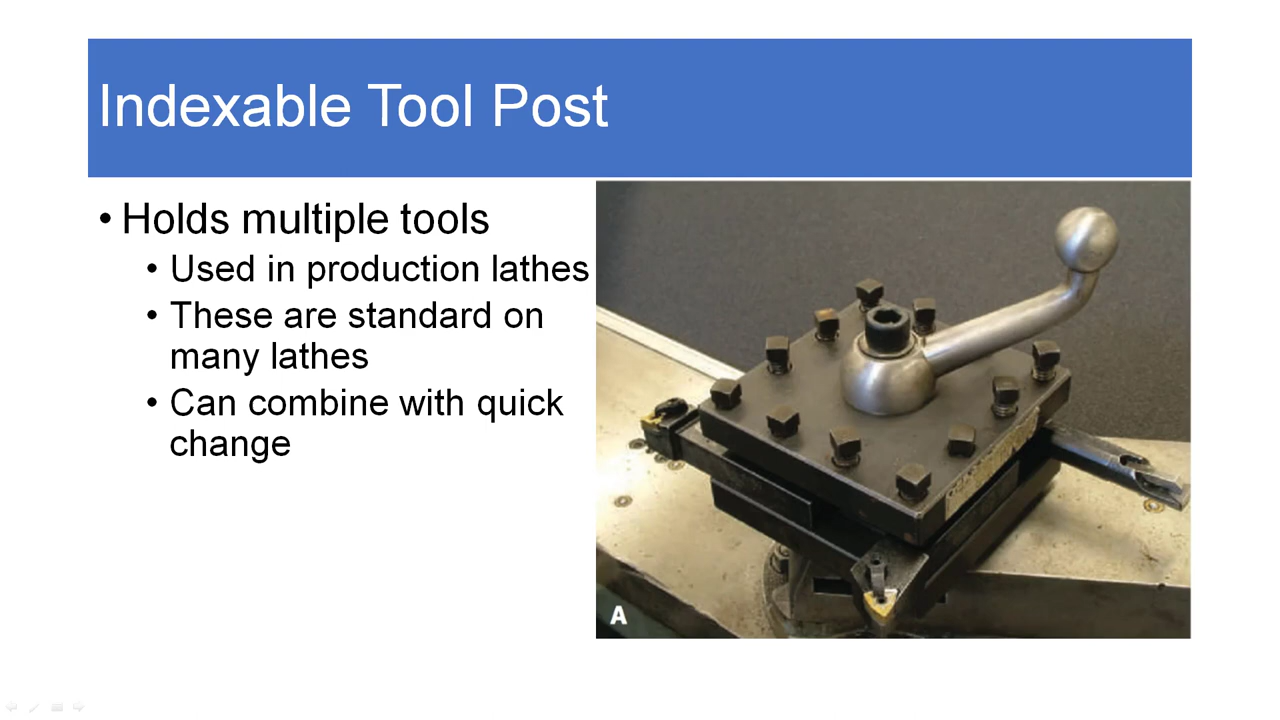 Indexable Tool Post
• Holds multiple tools
• Used in production lathes
• These are standard on
many lathes
• Can combine with quick
change
A